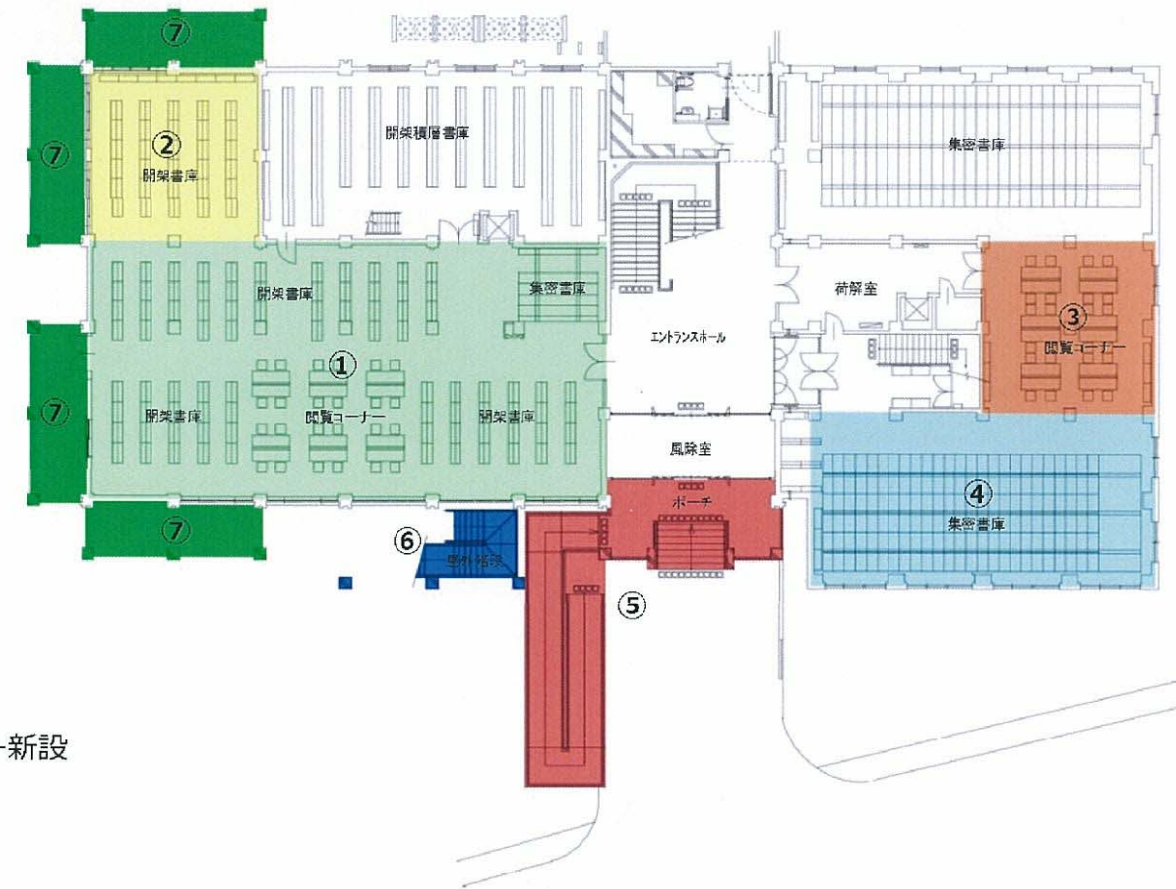 ⑦
⑦
②
開架書庫
開架積層書庫
集密書庫
開架書庫
集密書庫
荷解室
③
閲覧コーナー
エントランスホール
①
⑦
開架書庫
閲覧コーナー
開架書庫
風除室
ポーチ
④
集密書庫
⑦
⑥
屋外階段
⑤
新設